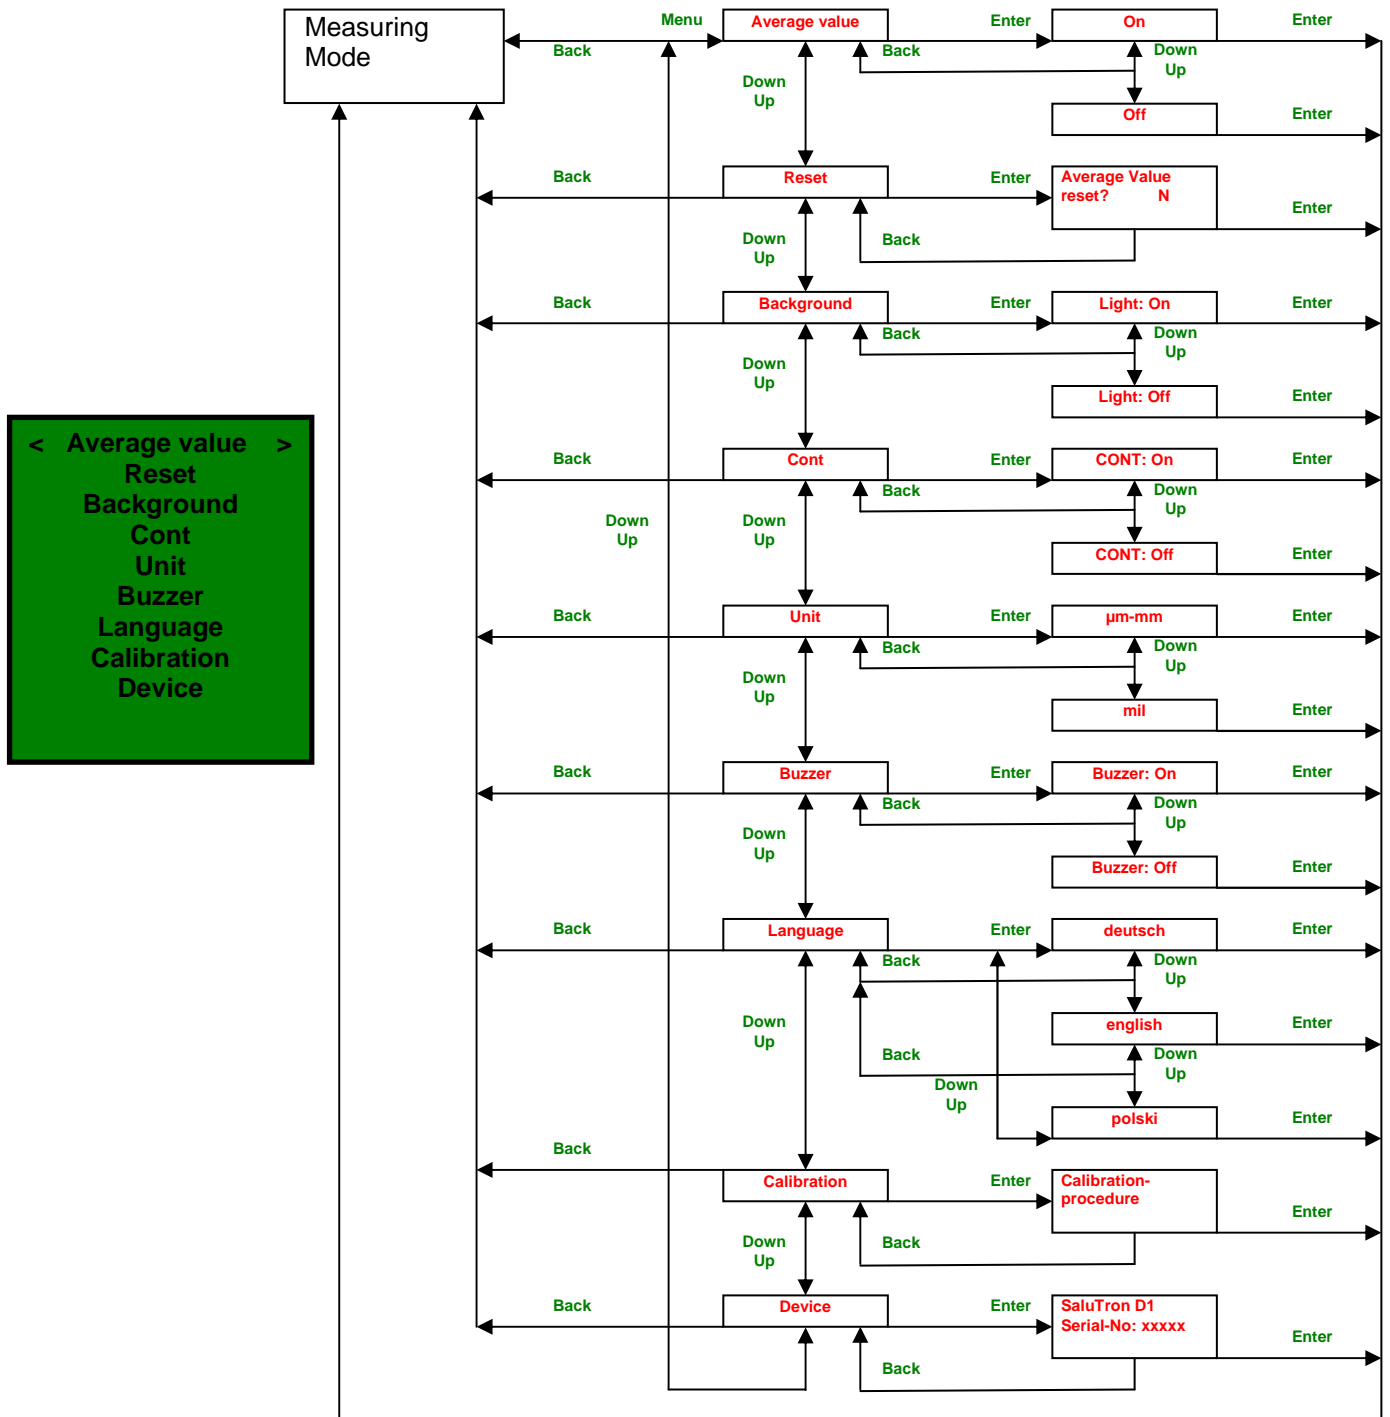 Measuring
Mode
Menu
Back
Average value
Enter
Back
On
Enter
Down
Up
Down
Up
Off
Enter
Back
Reset
Enter
Average Value
reset? N
Enter
Down
Up
Back
Back
Background
Enter
Light: On
Enter
Back
Down
Up
Down
Up
Light: Off
Enter
< Average value >
Reset
Background
Cont
Unit
Buzzer
Language
Calibration
Device
Back
Cont
Enter
CONT: On
Enter
Back
Down
Up
Down
Up
Down
Up
CONT: Off
Enter
Back
Unit
Enter
µm-mm
Enter
Back
Down
Up
Down
Up
mil
Enter
Back
Buzzer
Enter
Buzzer: On
Enter
Back
Down
Up
Down
Up
Buzzer: Off
Enter
Back
Language
Enter
deutsch
Enter
Back
Down
Up
Down
Up
english
Enter
Back
Down
Up
Down
Up
polski
Enter
Back
Calibration
Enter
Calibration-
procedure
Enter
Down
Up
Back
Back
Device
Enter
SaluTron D1
Serial-No: xxxxx
Enter
Back